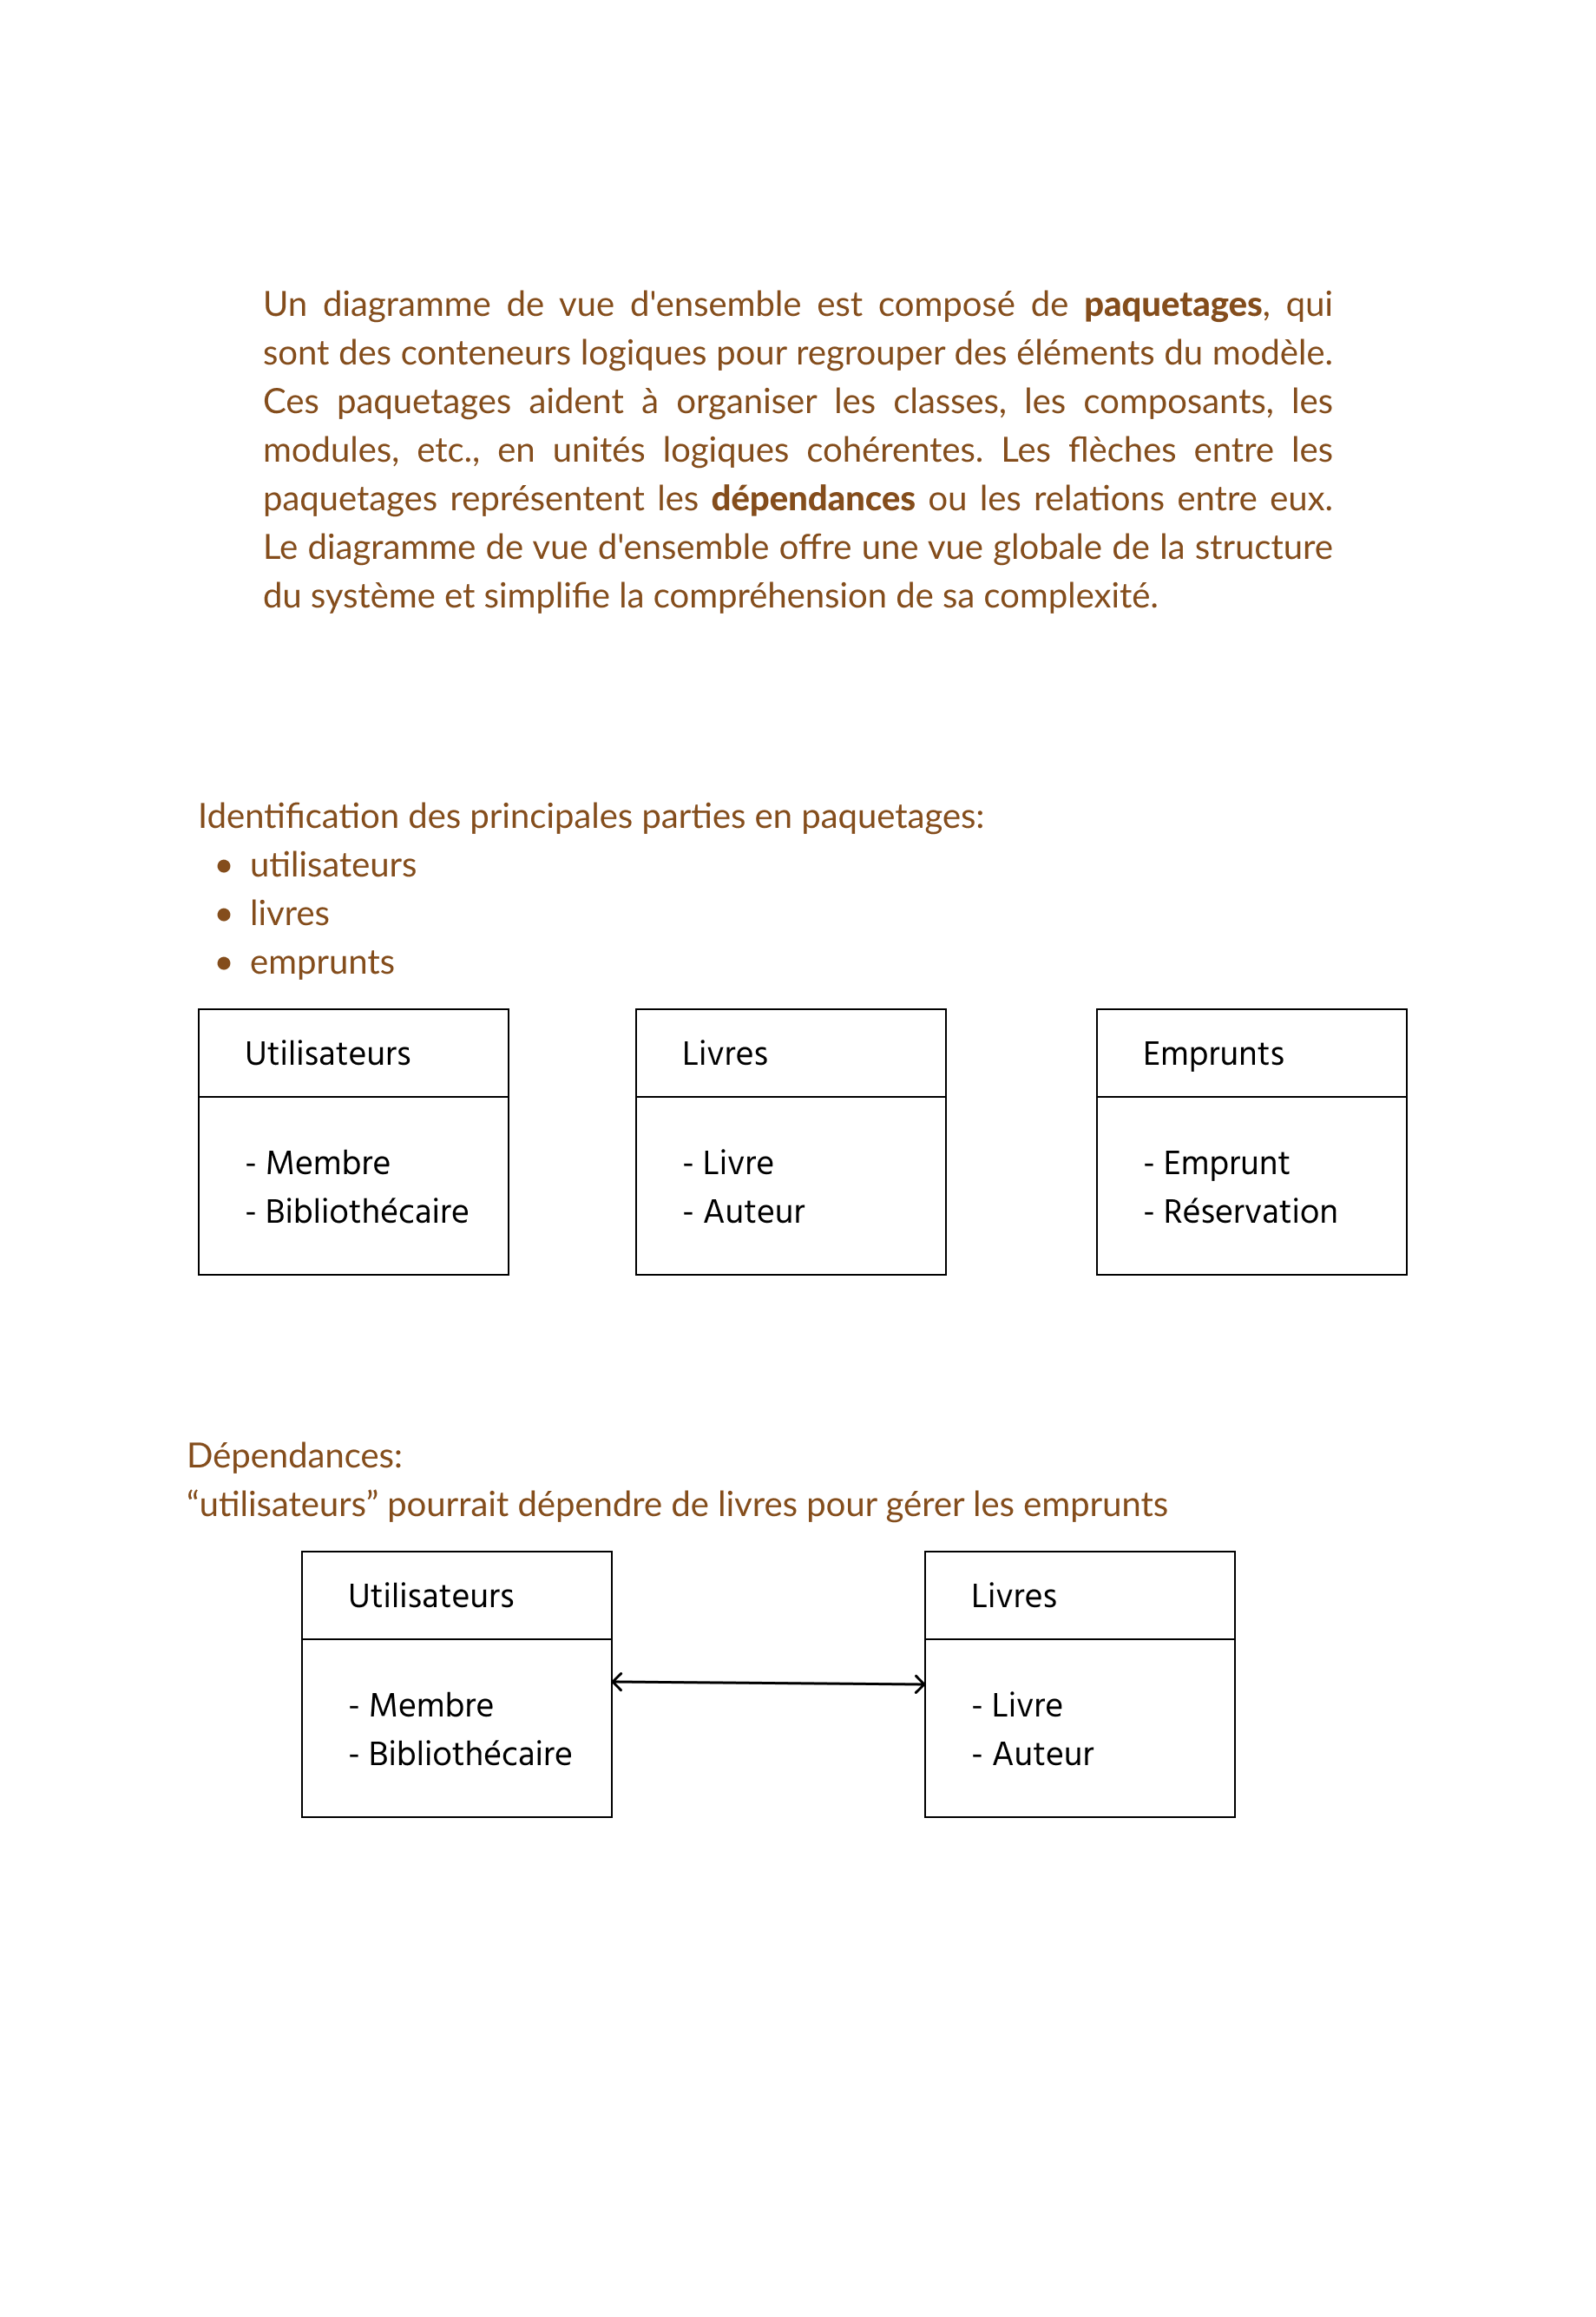 Un diagramme de vue d'ensemble est composé de paquetages, qui
sont des conteneurs logiques pour regrouper des éléments du modèle.
Ces paquetages aident à organiser les classes, les composants, les
modules, etc., en unités logiques cohérentes. Les flèches entre les
paquetages représentent les dépendances ou les relations entre eux.
Le diagramme de vue d'ensemble offre une vue globale de la structure
du système et simplifie la compréhension de sa complexité.
Identification des principales parties en paquetages:
• utilisateurs
• livres
• emprunts
Utilisateurs
- Membre
- Bibliothécaire
Livres
- Livre
- Auteur
Emprunts
- Emprunt
- Réservation
Dépendances:
“utilisateurs” pourrait dépendre de livres pour gérer les emprunts
Utilisateurs
- Membre
- Bibliothécaire
Livres
- Livre
- Auteur